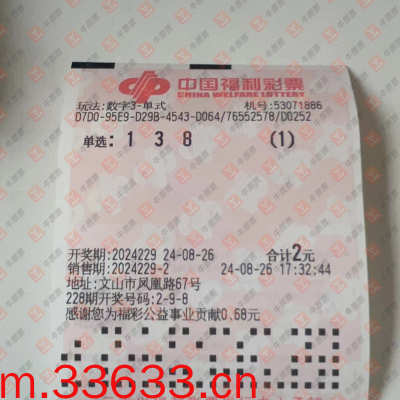 中国福利彩票
CHINA WELFARE LOTTERY
玩法:数字3-单式 机号:53071886
D7D0-95E9-D29B-4543-D064/76552578/D0252
单选: 1 3 8 (1)
开奖期:2024229 24-08-26 合计2元
销售期:2024229-2 24-08-26 17:32:44
地址:文山市凤凰路67号
228期开奖号码:2-9-8
感谢您为福彩公益事业贡献0.68元
m.33633.cn